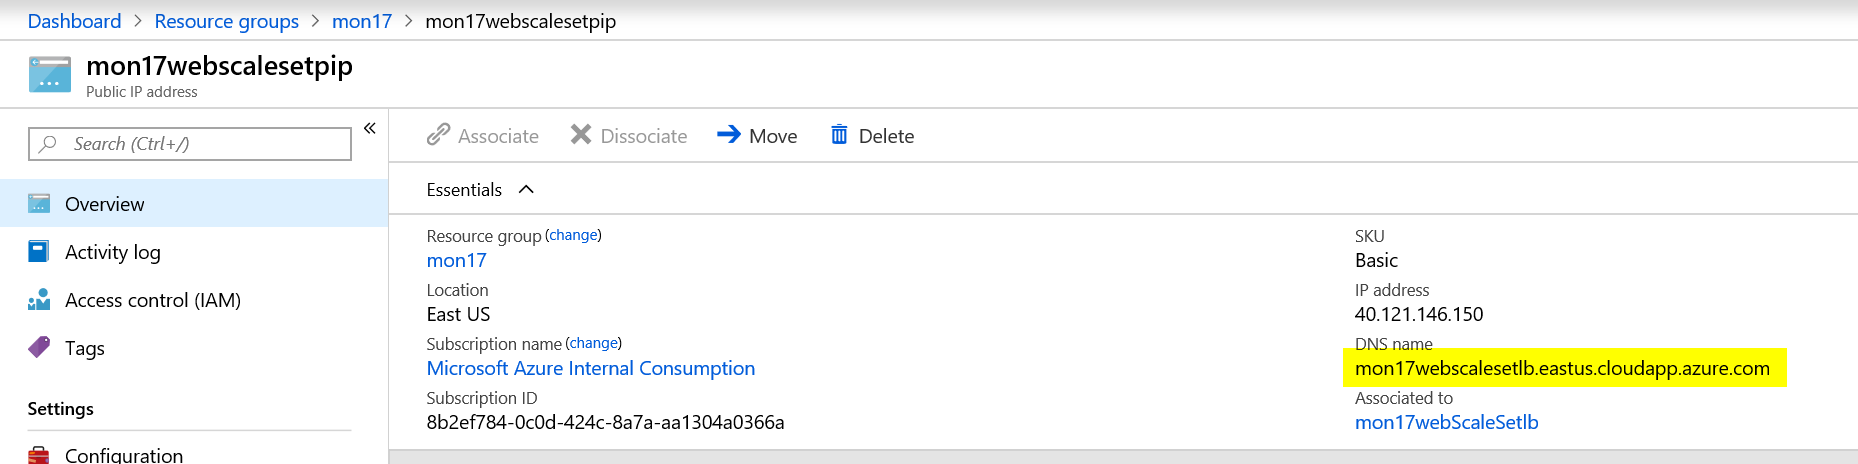 Dashboard > Resource groups > mon17 > mon17webscalesetpip
mon17webscalesetpip
Public IP address
Search (Ctrl+/)
«
Overview
Activity log
Access control (IAM)
Tags
Settings
Configuration
Associate Dissociate Move Delete
Essentials
Resource group (change)
mon17
Location
East US
Subscription name (change)
Microsoft Azure Internal Consumption
Subscription ID
8b2ef784-0c0d-424c-8a7a-aa1304a0366a
SKU
Basic
IP address
40.121.146.150
DNS name
mon17webscalesetlb.eastus.cloudapp.azure.com
Associated to
mon17webScaleSetlb